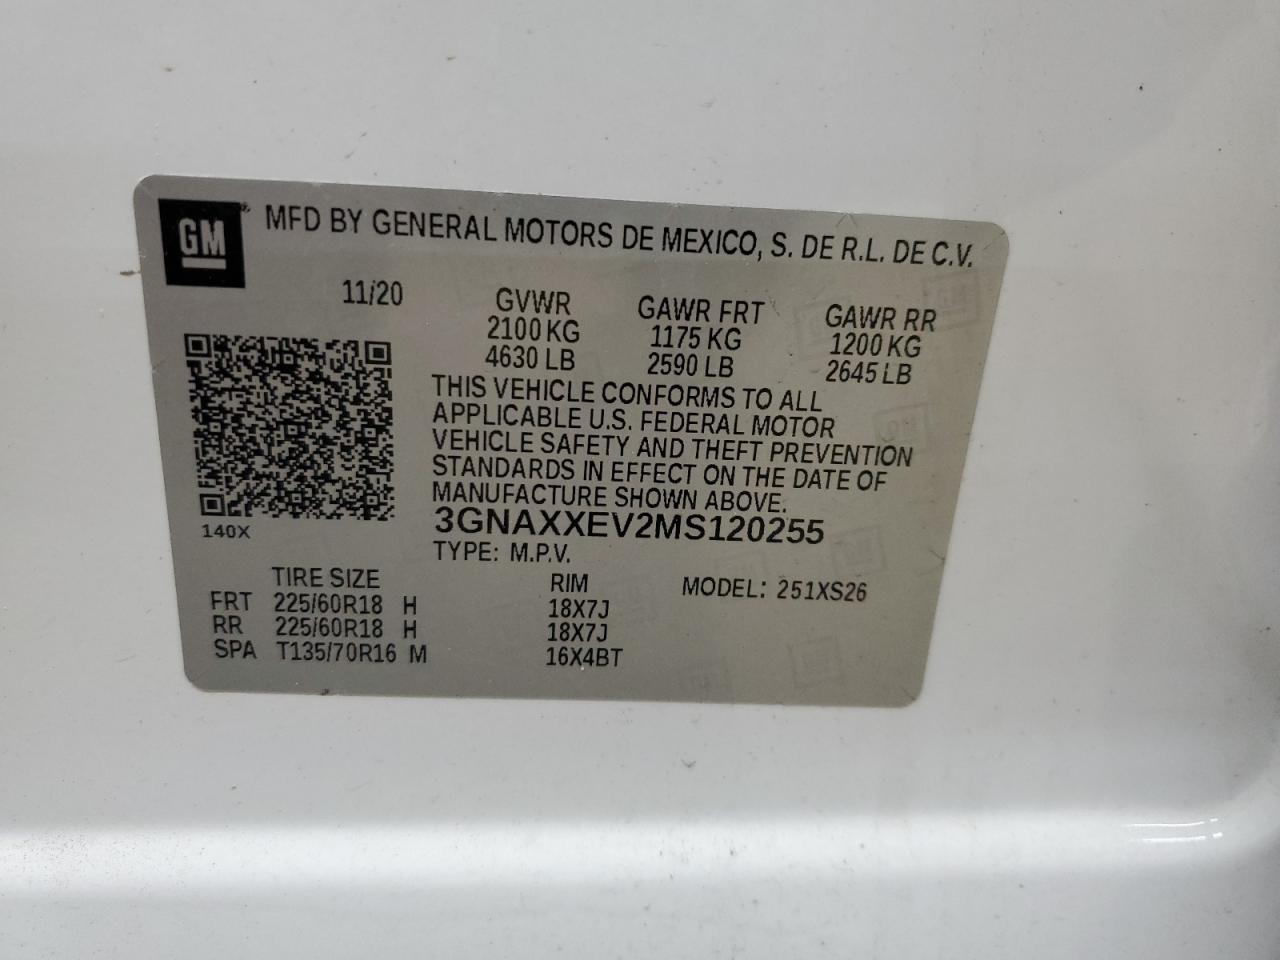 GM® MFD BY GENERAL MOTORS DE MEXICO, S. DE R.L. DE C.V.
11/20 GVWR GAWR FRT GAWR RR
2100 KG 1175 KG 1200 KG
4630 LB 2590 LB 2645 LB
THIS VEHICLE CONFORMS TO ALL
APPLICABLE U.S. FEDERAL MOTOR
VEHICLE SAFETY AND THEFT PREVENTION
STANDARDS IN EFFECT ON THE DATE OF
MANUFACTURE SHOWN ABOVE.
3GNAXXEV2MS120255
140X TYPE: M.P.V.
TIRE SIZE RIM MODEL: 251XS26
FRT 225/60R18 H 18X7J
RR 225/60R18 H 18X7J
SPA T135/70R16 M 16X4BT